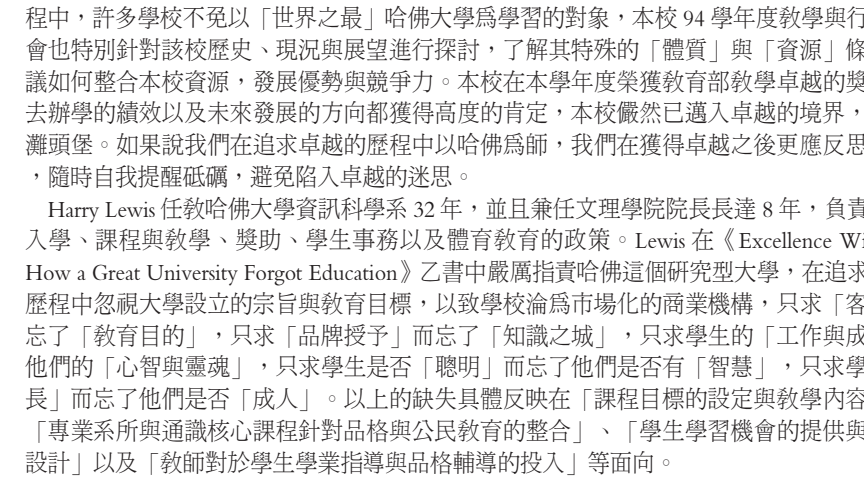 程中，許多學校不免以「世界之最」哈佛大學為學習的對象，本校 94 學年度教學與行
會也特別針對該校歷史、現況與展望進行探討，了解其特殊的「體質」與「資源」條
議如何整合本校資源，發展優勢與競爭力。本校在本學年度榮獲教育部教學卓越的獎
去辦學的績效以及未來發展的方向都獲得高度的肯定，本校儼然已邁入卓越的境界，
灘頭堡。如果說我們在追求卓越的歷程中以哈佛為師，我們在獲得卓越之後更應反思
，隨時自我提醒砥礪，避免陷入卓越的迷思。
Harry Lewis 任教哈佛大學資訊科學系 32 年，並且兼任文理學院院長長達 8 年，負責
入學、課程與教學、獎助、學生事務以及體育教育的政策。Lewis 在《Excellence Wi
How a Great University Forgot Education》乙書中嚴厲指責哈佛這個研究型大學，在追求
歷程中忽視大學設立的宗旨與教育目標，以致學校淪為市場化的商業機構，只求「客
忘了「教育目的」，只求「品牌授予」而忘了「知識之城」，只求學生的「工作與成
他們的「心智與靈魂」，只求學生是否「聰明」而忘了他們是否有「智慧」，只求學
長」而忘了他們是否「成人」。以上的缺失具體反映在「課程目標的設定與教學內容
「專業系所與通識核心課程針對品格與公民教育的整合」、「學生學習機會的提供與
設計」以及「教師對於學生學業指導與品格輔導的投入」等面向。